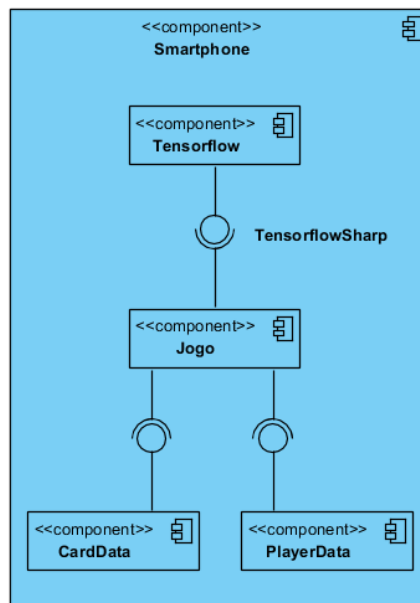 <<component>>
Smartphone
<<component>>
Tensorflow
TensorflowSharp
<<component>>
Jogo
<<component>>
CardData
<<component>>
PlayerData